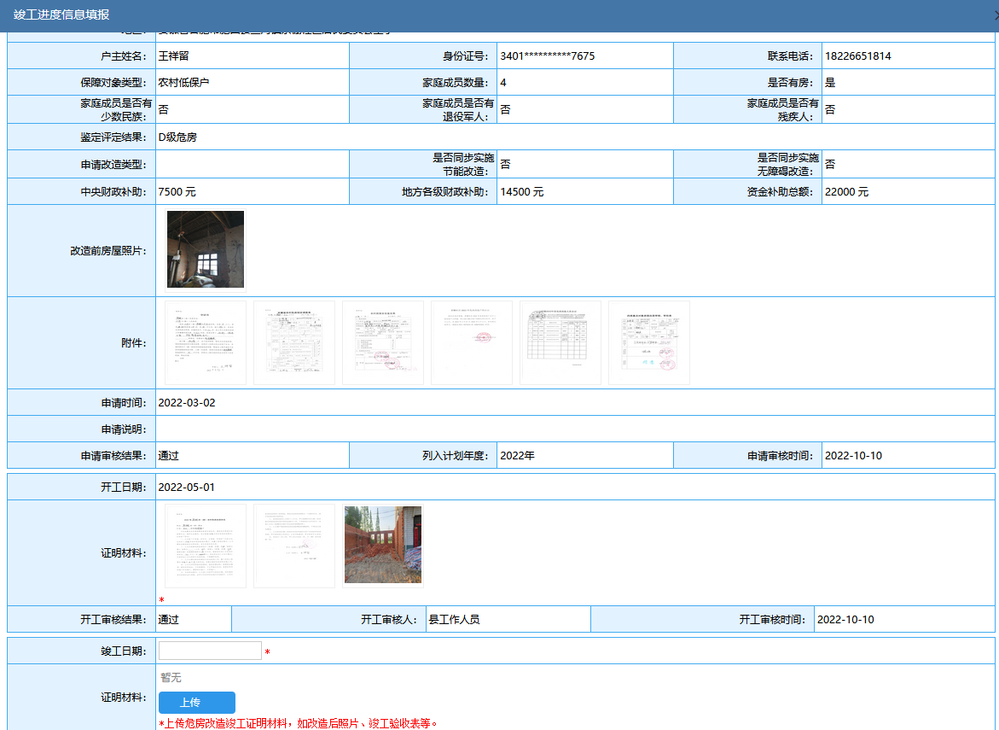 竣工进度信息填报
户主姓名： 王祥留 身份证号： 3401**********7675 联系电话： 18226651814
保障对象类型： 农村低保户 家庭成员数量： 4 是否有房： 是
家庭成员是否有少数民族： 否 家庭成员是否有退役军人： 否 家庭成员是否有残疾人： 否
鉴定评定结果： D级危房
申请改造类型： 是否同步实施节能改造： 否 是否同步实施无障碍改造： 否
中央财政补助： 7500 元 地方各级财政补助： 14500 元 资金补助总额： 22000 元
改造前房屋照片：
附件：
申请时间： 2022-03-02
申请说明：
申请审核结果： 通过 列入计划年度： 2022年 申请审核时间： 2022-10-10
开工日期： 2022-05-01
证明材料：
*
开工审核结果： 通过 开工审核人： 县工作人员 开工审核时间： 2022-10-10
竣工日期： *
证明材料： 暂无
上传
*上传危房改造竣工证明材料，如改造后照片、竣工验收表等。